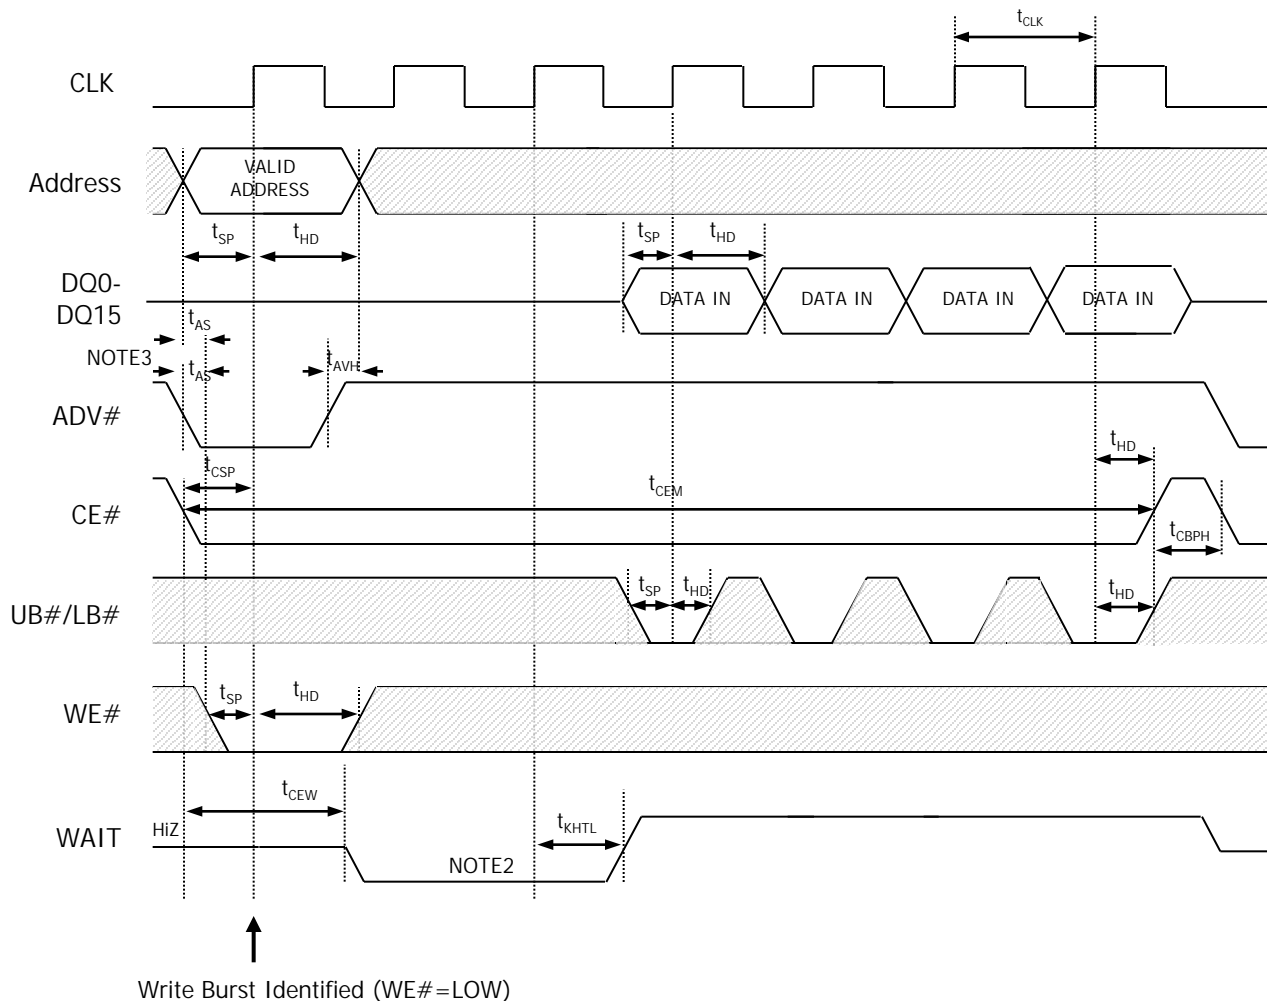 tCLK
CLK
Address
VALID
ADDRESS
tSP
tHD
tSP
tHD
DQ0-
DQ15
DATA IN
DATA IN
DATA IN
DATA IN
tAS
NOTE3
tAS
tAVH
ADV#
tHD
tCSP
tCEM
CE#
tCBPH
UB#/LB#
tSP
tHD
tHD
WE#
tSP
tHD
tCEW
WAIT
HiZ
tKHTL
NOTE2
Write Burst Identified (WE#=LOW)